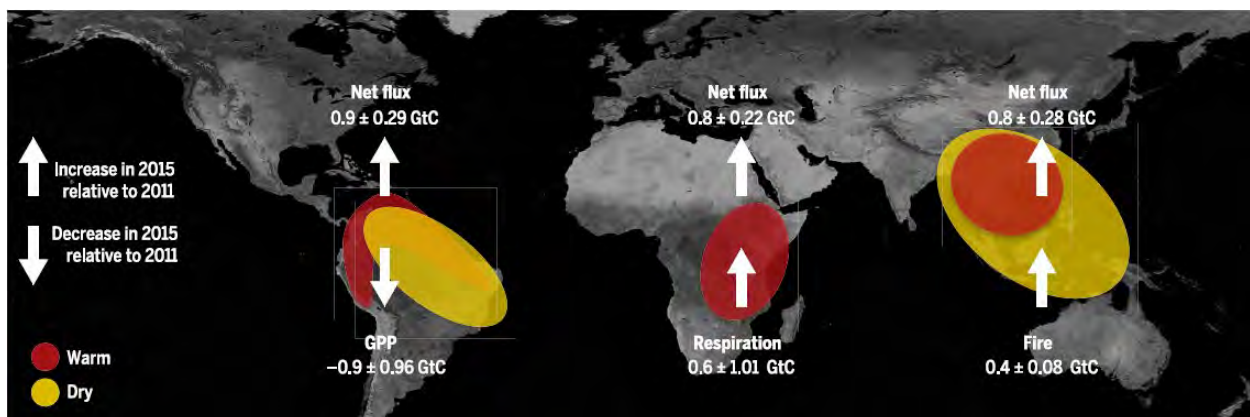 Net flux
0.9 ± 0.29 GtC
Net flux
0.8 ± 0.22 GtC
Net flux
0.8 ± 0.28 GtC
Increase in 2015
relative to 2011
Decrease in 2015
relative to 2011
Warm
Dry
GPP
−0.9 ± 0.96 GtC
Respiration
0.6 ± 1.01 GtC
Fire
0.4 ± 0.08 GtC